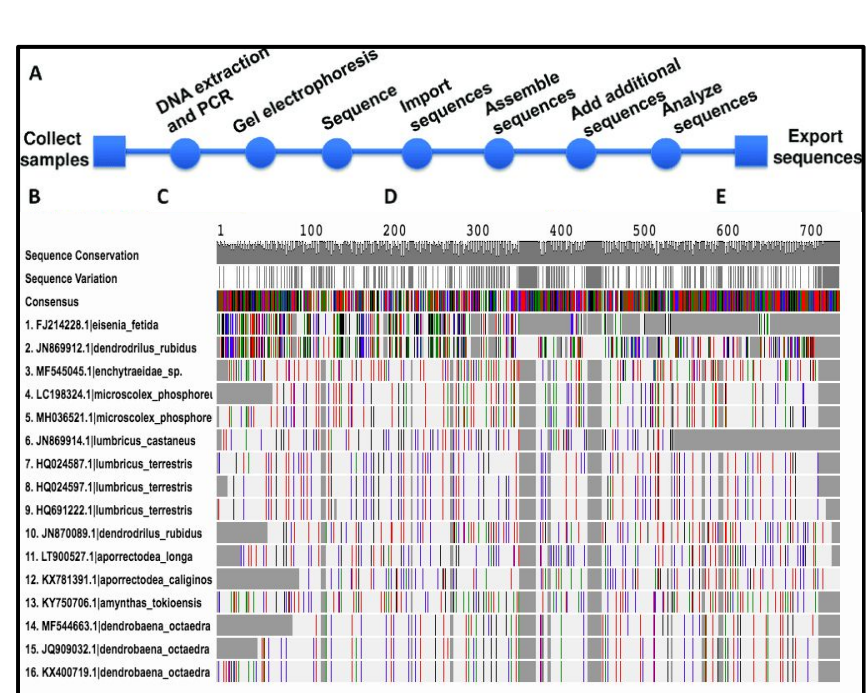 A
DNA extraction
and PCR
Gel electrophoresis
Sequence
Import
sequences
Assemble
sequences
Add additional
sequences
Analyze
sequences
Collect
samples
Export
sequences
B C D E
1 100 200 300 400 500 600 700
Sequence Conservation
Sequence Variation
Consensus
1. FJ214228.1|eisenia_fetida
2. JN869912.1|dendrodrilus_rubidus
3. MF545045.1|enchytraeidae_sp.
4. LC198324.1|microscolex_phosphoreu
5. MH036521.1|microscolex_phosphore
6. JN869914.1|lumbricus_castaneus
7. HQ024587.1|lumbricus_terrestris
8. HQ024597.1|lumbricus_terrestris
9. HQ691222.1|lumbricus_terrestris
10. JN870089.1|dendrodrilus_rubidus
11. LT900527.1|aporrectodea_longa
12. KX781391.1|aporrectodea_caliginos
13. KY750706.1|amynthas_tokioensis
14. MF544663.1|dendrobaena_octaedra
15. JQ909032.1|dendrobaena_octaedra
16. KX400719.1|dendrobaena_octaedra